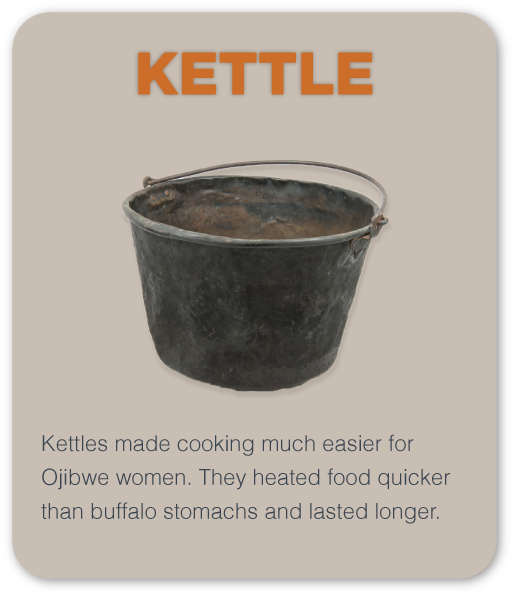 KETTLE
Kettles made cooking much easier for
Ojibwe women. They heated food quicker
than buffalo stomachs and lasted longer.